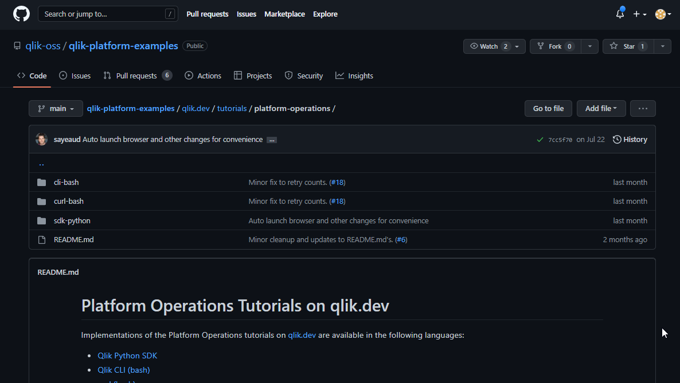 Search or jump to... /
Pull requests Issues Marketplace Explore
qlik-oss / qlik-platform-examples Public
Watch 2 Fork 0 Star 1
Code Issues Pull requests 6 Actions Projects Security Insights
main qlik-platform-examples / qlik.dev / tutorials / platform-operations / Go to file Add file ...
sayeaud Auto launch browser and other changes for convenience ... 7cc5f70 on Jul 22 History
..
cli-bash Minor fix to retry counts. (#18) last month
curl-bash Minor fix to retry counts. (#18) last month
sdk-python Auto launch browser and other changes for convenience last month
README.md Minor cleanup and updates to README.md's. (#6) 2 months ago
README.md
Platform Operations Tutorials on qlik.dev
Implementations of the Platform Operations tutorials on qlik.dev are available in the following languages:
• Qlik Python SDK
• Qlik CLI (bash)